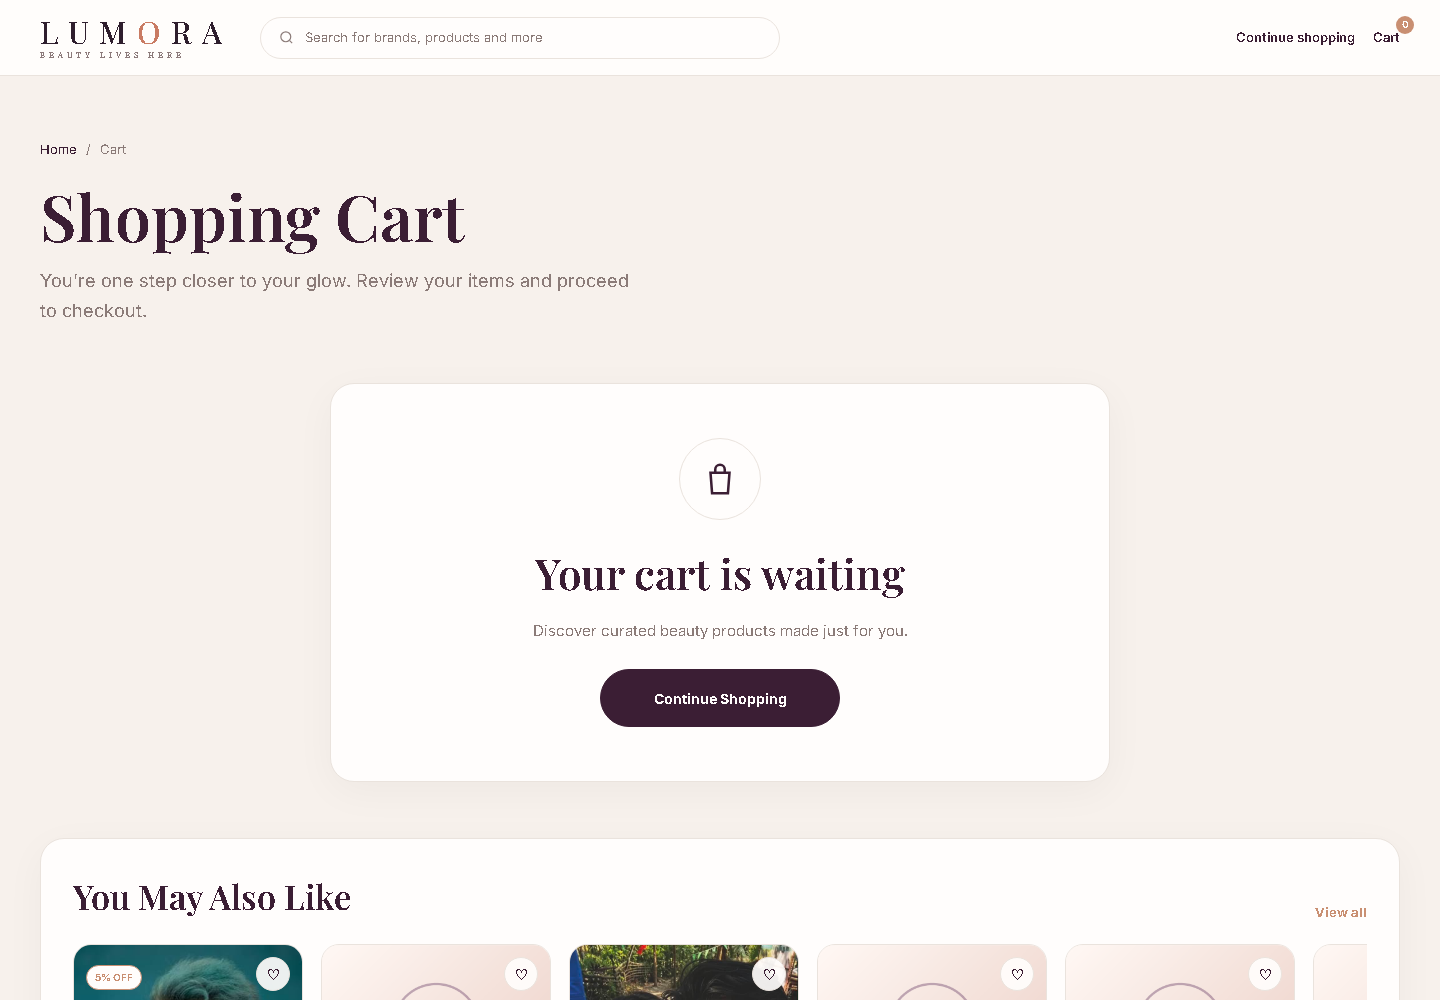 LUMORA
BEAUTY LIVES HERE
Search for brands, products and more
Continue shopping
Cart
0
Home / Cart
Shopping Cart
You're one step closer to your glow. Review your items and proceed
to checkout.
Your cart is waiting
Discover curated beauty products made just for you.
Continue Shopping
You May Also Like
View all
5% OFF